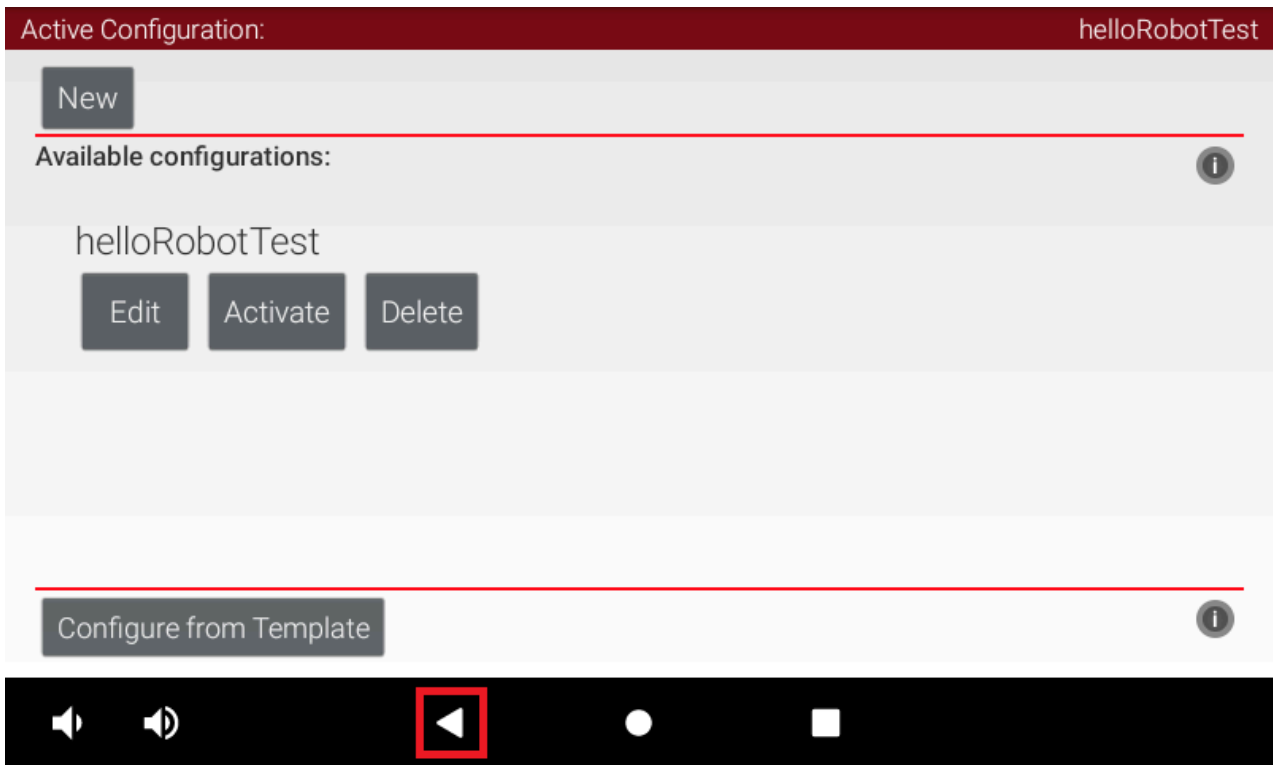 Active Configuration: helloRobotTest
New
Available configurations:
helloRobotTest
Edit Activate Delete
Configure from Template